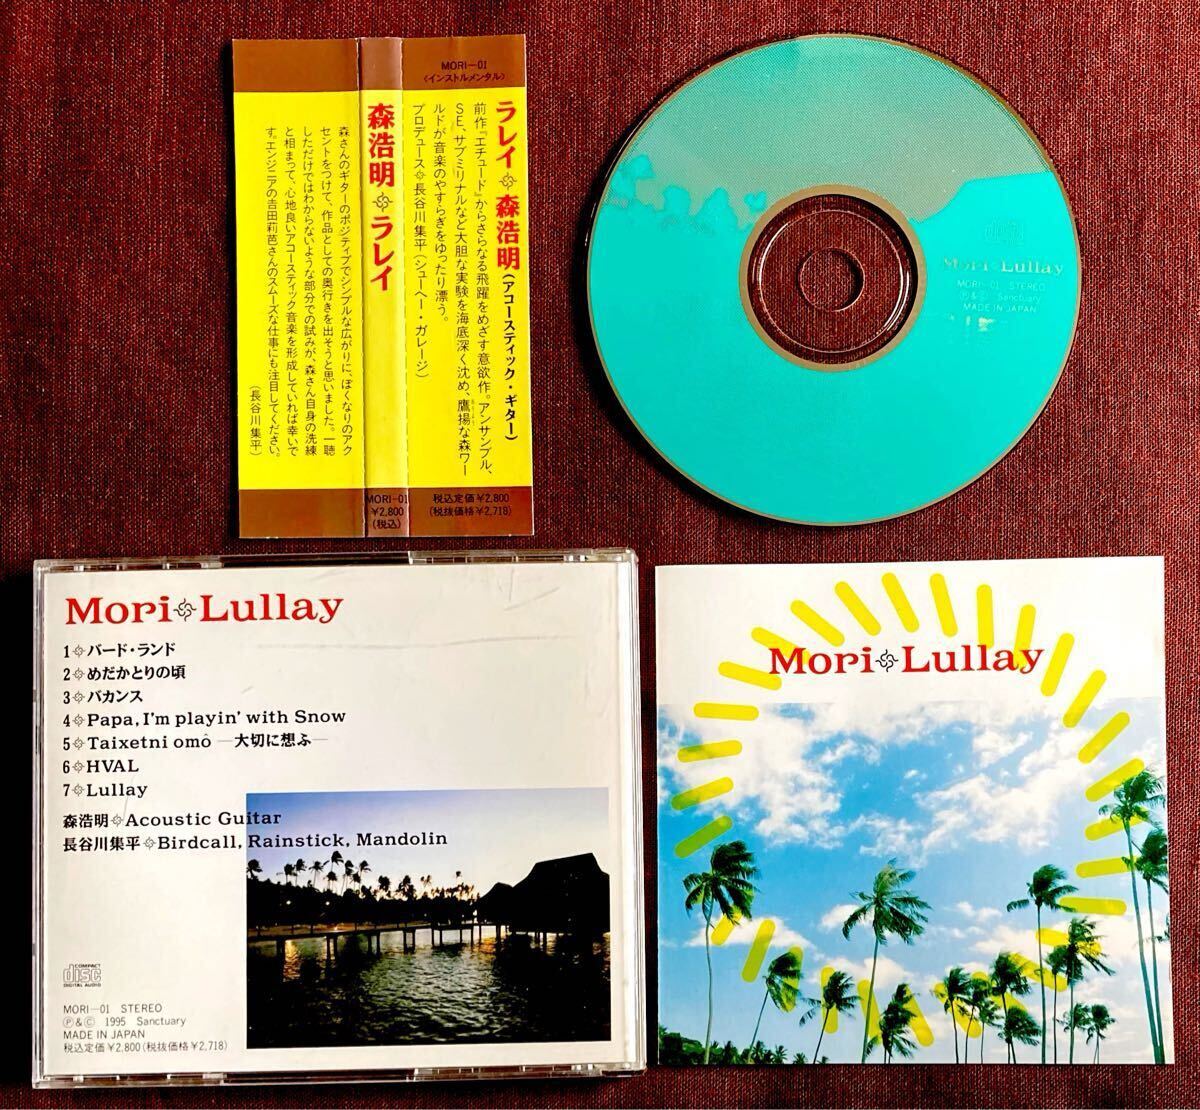 MORI—01
〈インストルメンタル〉
ラレイ 森浩明(アコースティック・ギター)
前作『エチュード』からさらなる飛躍をめざす意欲作。アンサンブル、
SE、サブミリナルなど大胆な実験を海底深く沈め、鷹揚な森ワー
ルドが音楽のやすらぎをゆったり漂う。
プロデュース 長谷川集平(シューヘー・ガレージ)
税込定価¥2,800
(税抜価格¥2,718)
森浩明 ラレイ
MORI—01
¥2,800
(税込)
森さんのギターのポジティブでシンプルな広がりに、ぼくなりのアク
セントをつけて、作品としての奥行きを出そうと思いました。一聴
しただけではわからないような部分での試みが、森さん自身の洗練
と相まって、心地良いアコースティック音楽を形成していれば幸いで
す。エンジニアの吉田莉芭さんのスムーズな仕事にも注目してください。
(長谷川集平)
Mori Lullay
MORI—01 STEREO
Ⓟ&Ⓒ Sanctuary
MADE IN JAPAN
Mori Lullay
1 バード・ランド
2 めだかとりの頃
3 バカンス
4 Papa, I'm playin' with Snow
5 Taixetni omô —大切に想ふ—
6 HVAL
7 Lullay
森浩明 Acoustic Guitar
長谷川集平 Birdcall, Rainstick, Mandolin
COMPACT
disc
DIGITAL AUDIO
MORI—01 STEREO
Ⓟ&Ⓒ 1995 Sanctuary
MADE IN JAPAN
税込定価¥2,800(税抜価格¥2,718)
Mori Lullay